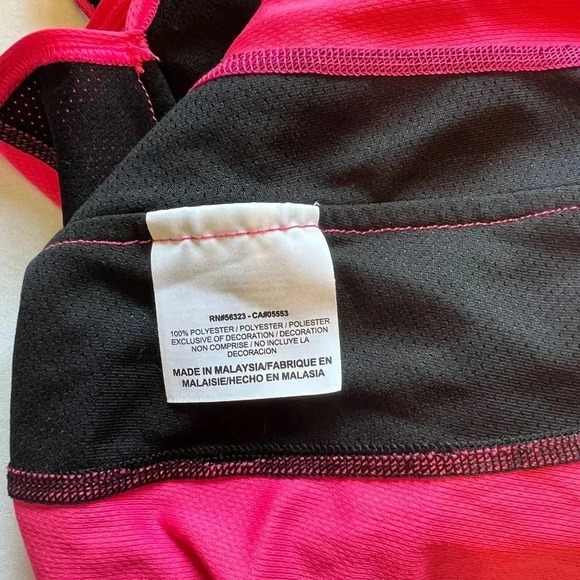 RN#56323 - CA#05553
100% POLYESTER / POLYESTER / POLIESTER
EXCLUSIVE OF DECORATION / DECORATION
NON COMPRISE / NO INCLUYE LA
DECORACION
MADE IN MALAYSIA/FABRIQUE EN
MALAISIE/HECHO EN MALASIA